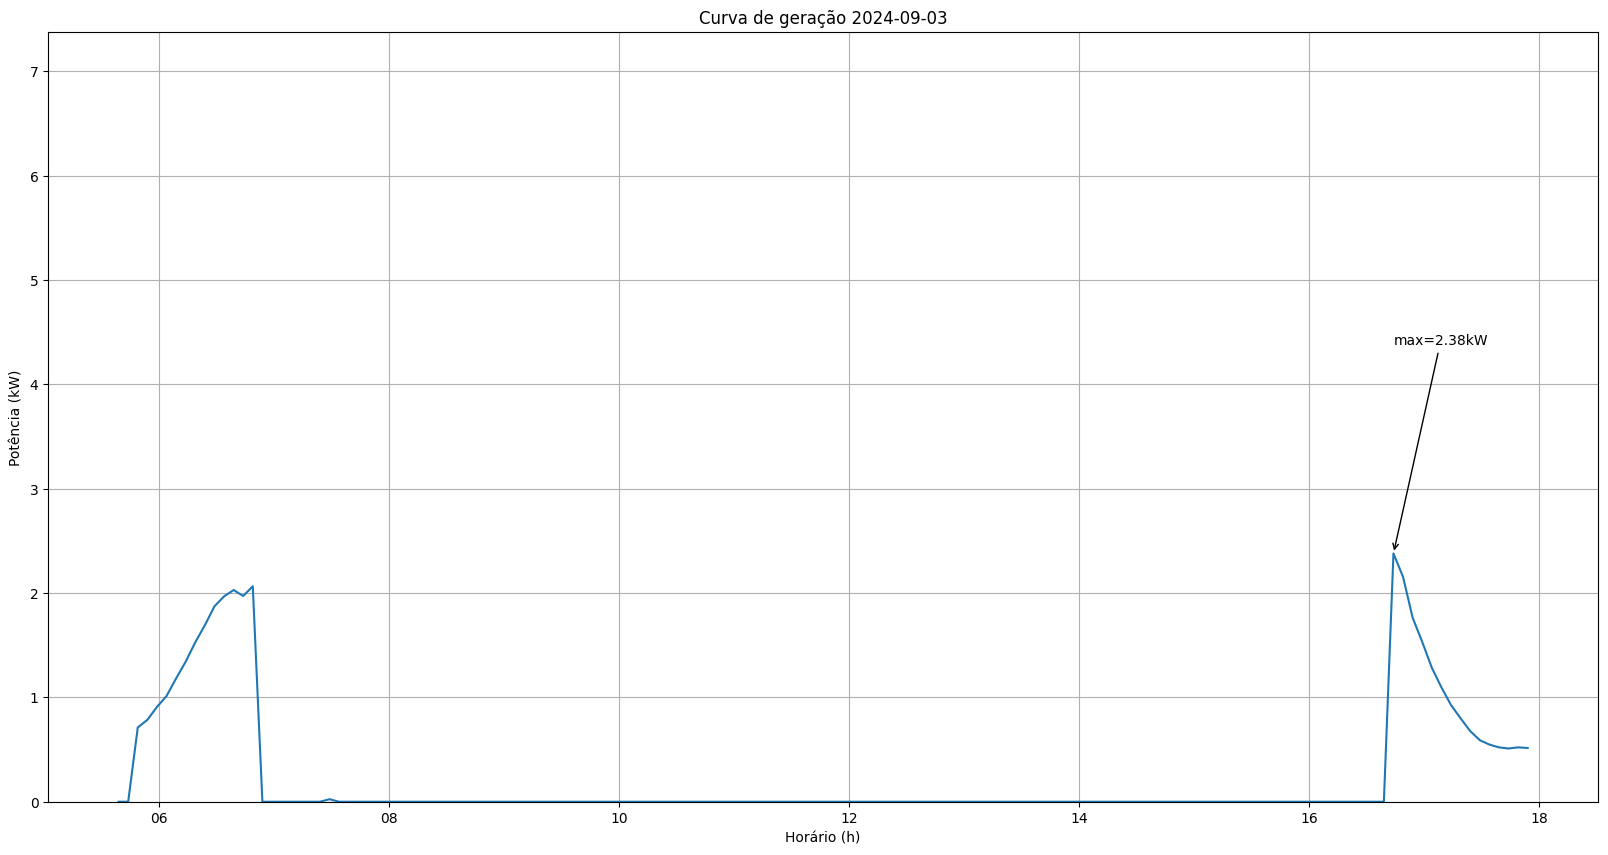 Curva de geração 2024-09-03
7
6
5
max=2.38kW
4
Potência (kW)
3
2
1
0
06 08 10 12 14 16 18
Horário (h)